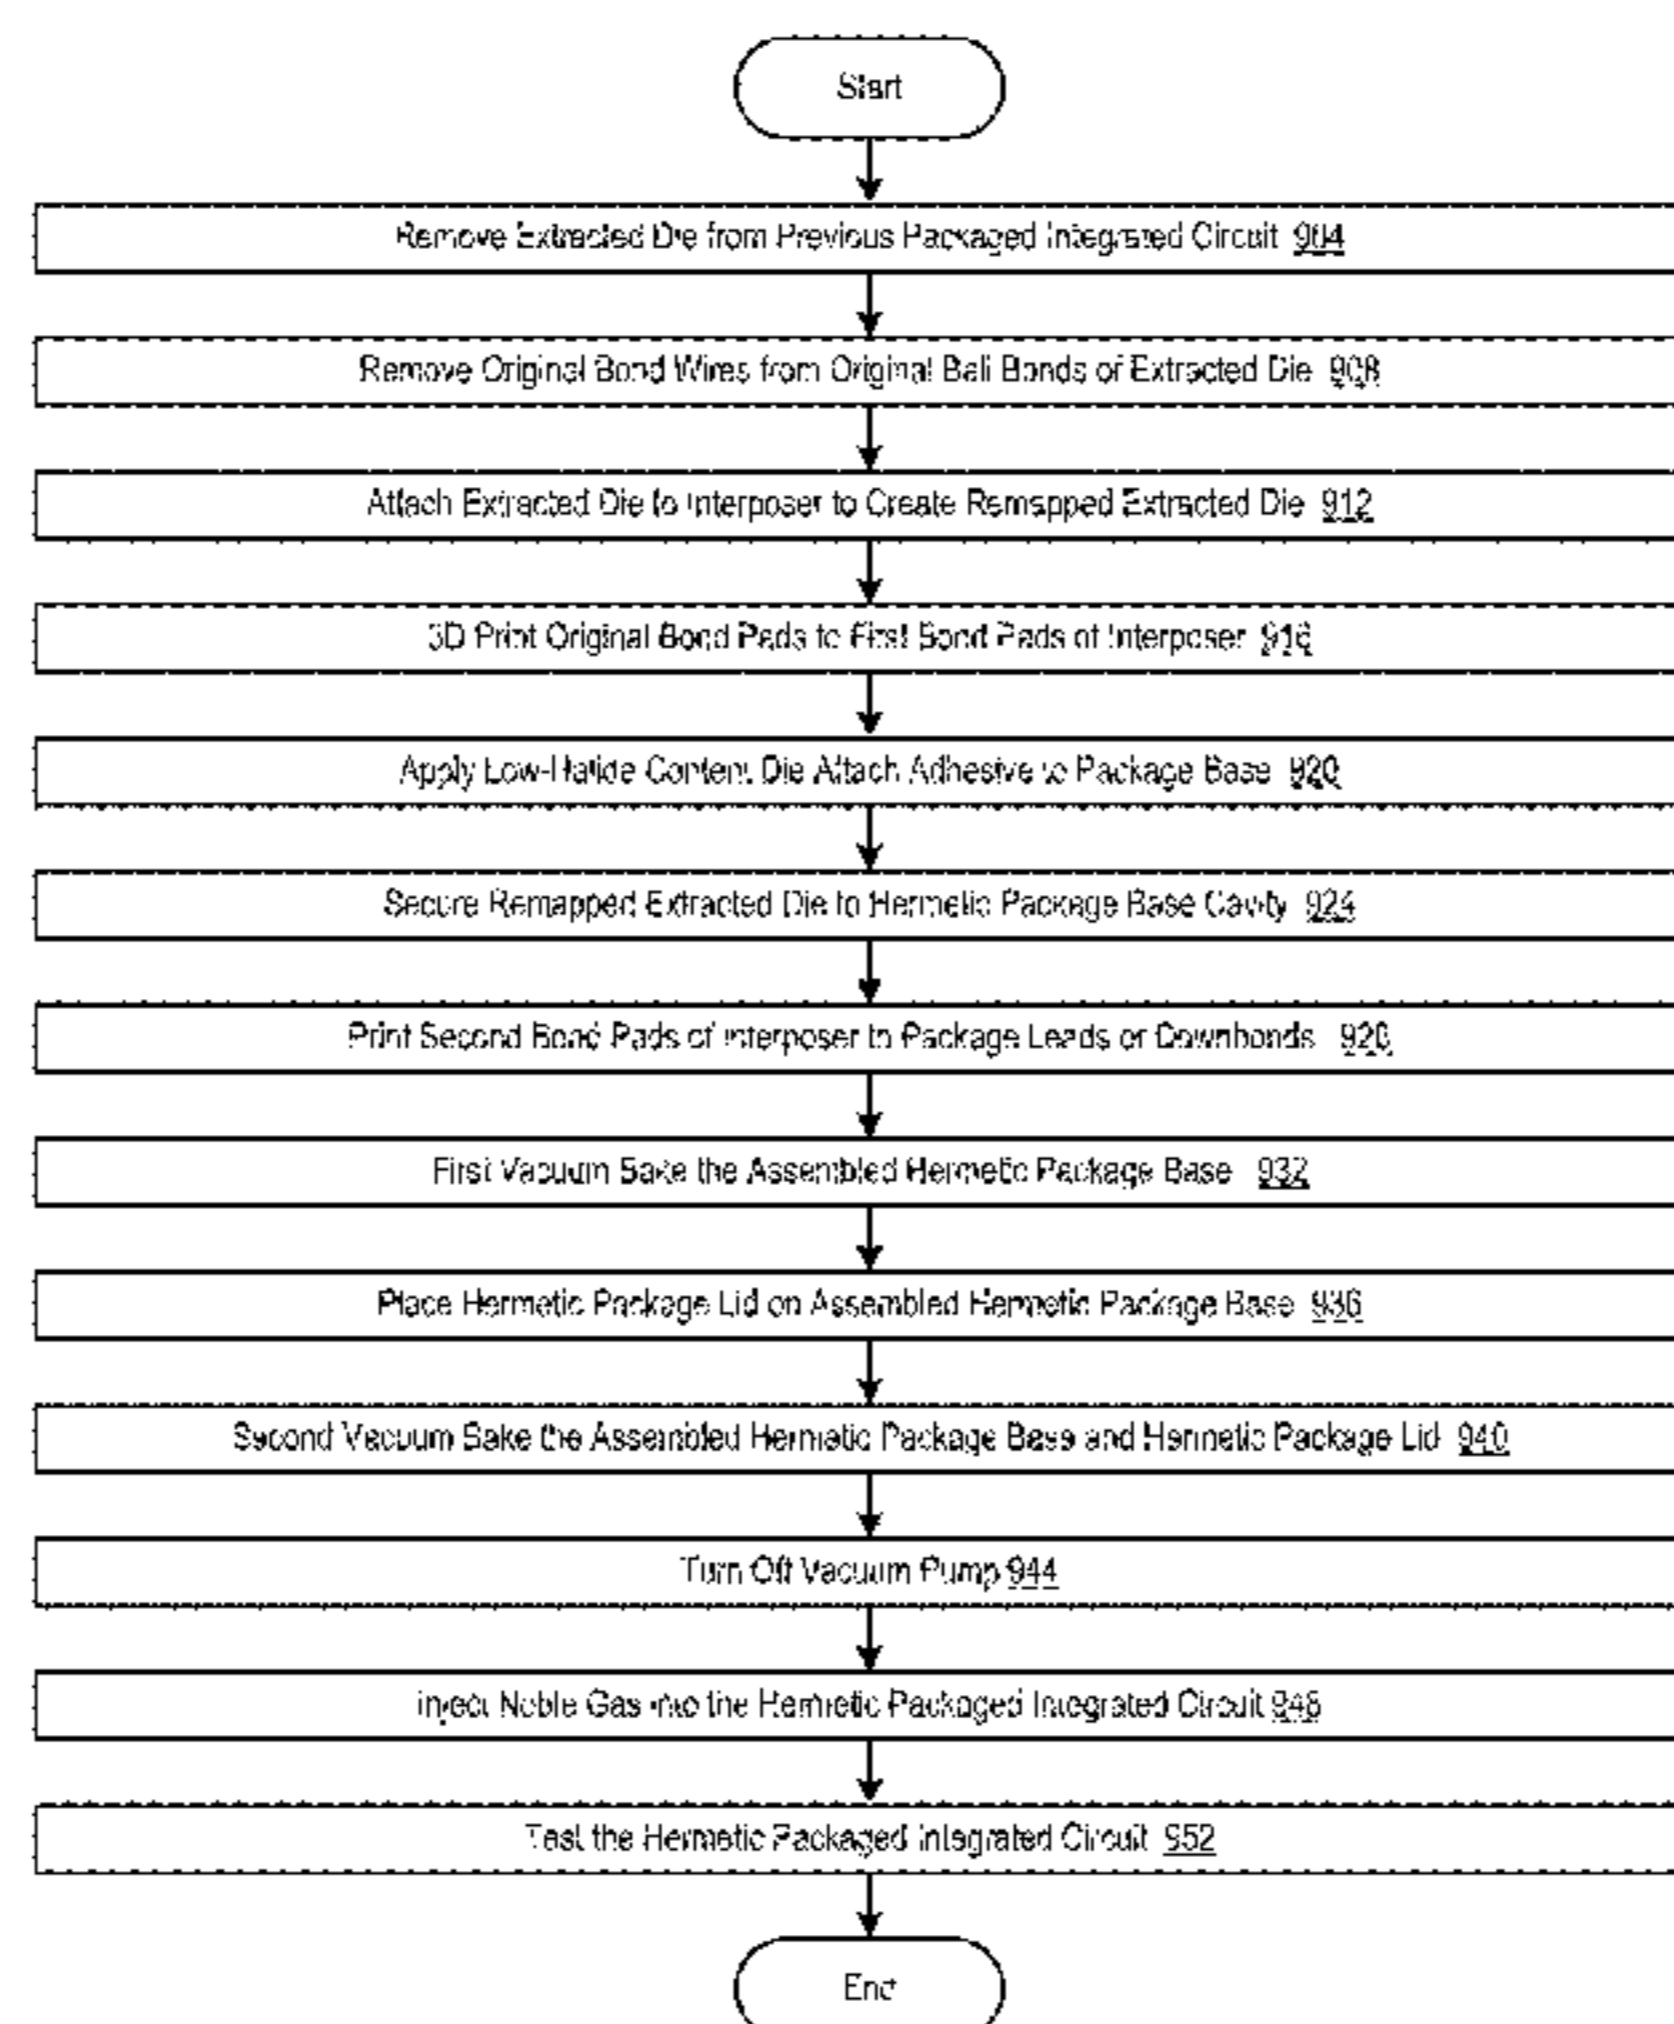 Start
Remove Extracted Die from Previous Packaged Integrated Circuit 904
Remove Original Bond Wires from Original Ball Bonds of Extracted Die 908
Attach Extracted Die to Interposer to Create Remapped Extracted Die 912
3D Print Original Bond Pads to First Bond Pads of Interposer 916
Apply Low-Halide Content Die Attach Adhesive to Package Base 920
Secure Remapped Extracted Die to Hermetic Package Base Cavity 924
Print Second Bond Pads of Interposer to Package Leads or Downbonds
First Vacuum Bake the Assembled Hermetic Package Base 932
Place Hermetic Package Lid on Assembled Hermetic Package Base 936
Second Vacuum Bake the Assembled Hermetic Package Base and Hermetic Package Lid 940
Turn Off Vacuum Pump 944
Inject Noble Gas into the Hermetic Packaged Integrated Circuit 948
Test the Hermetic Packaged Integrated Circuit 952
End